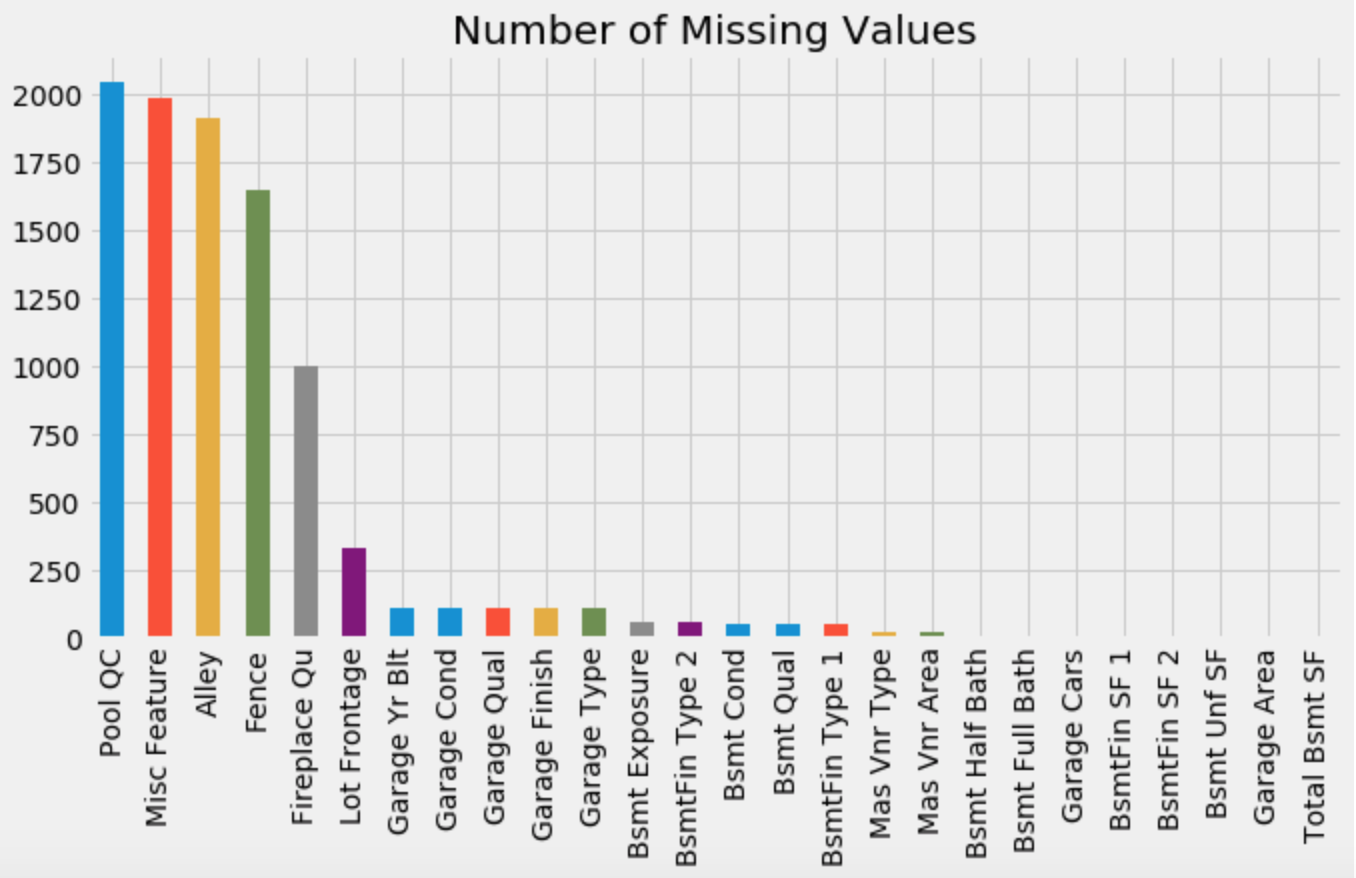 Number of Missing Values
2000
1750
1500
1250
1000
750
500
250
0
Pool QC
Misc Feature
Alley
Fence
Fireplace Qu
Lot Frontage
Garage Yr Blt
Garage Cond
Garage Qual
Garage Finish
Garage Type
Bsmt Exposure
BsmtFin Type 2
Bsmt Cond
Bsmt Qual
BsmtFin Type 1
Mas Vnr Type
Mas Vnr Area
Bsmt Half Bath
Bsmt Full Bath
Garage Cars
BsmtFin SF 1
BsmtFin SF 2
Bsmt Unf SF
Garage Area
Total Bsmt SF